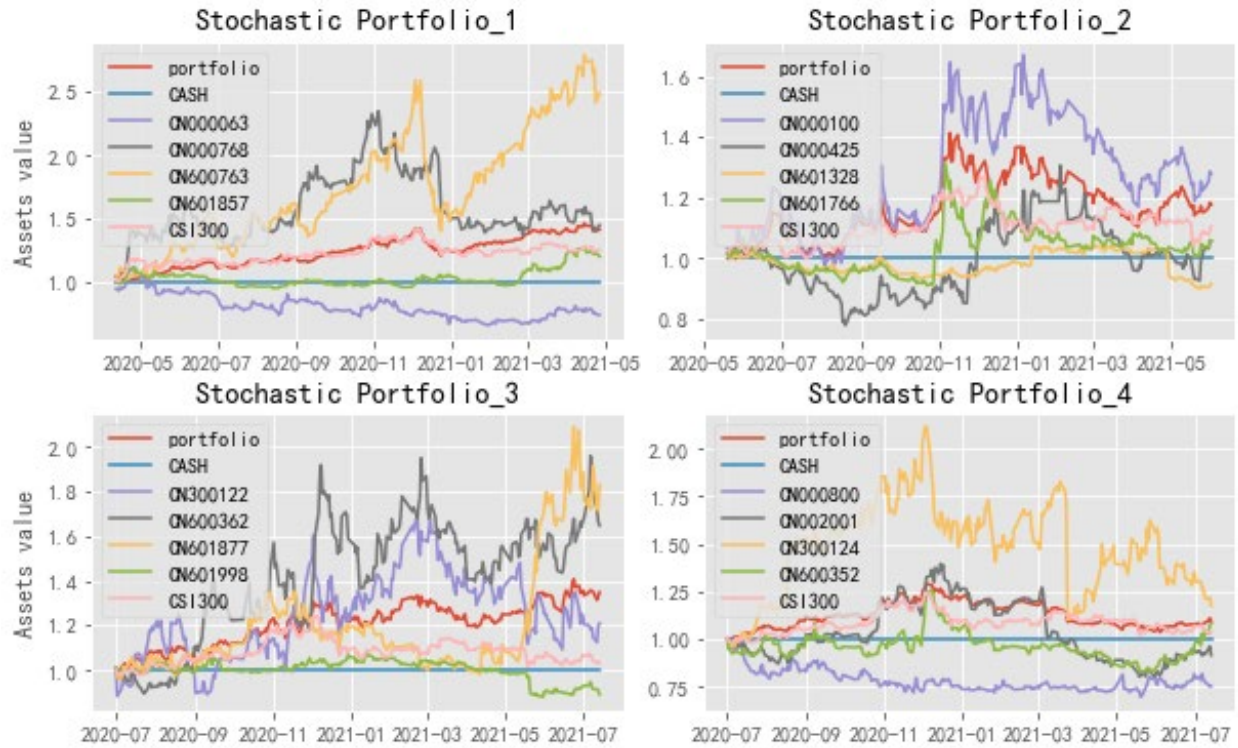 Stochastic Portfolio_1
Assets value
2.5
2.0
1.5
1.0
portfolio
CASH
CN000063
CN000768
CN600763
CN601857
CSI300
2020-05 2020-07 2020-09 2020-11 2021-01 2021-03 2021-05
Stochastic Portfolio_2
1.6
1.4
1.2
1.0
0.8
portfolio
CASH
CN000100
CN000425
CN601328
CN601766
CSI300
2020-05 2020-07 2020-09 2020-11 2021-01 2021-03 2021-05
Stochastic Portfolio_3
Assets value
2.0
1.8
1.6
1.4
1.2
1.0
portfolio
CASH
CN300122
CN600362
CN601877
CN601998
CSI300
2020-07 2020-09 2020-11 2021-01 2021-03 2021-05 2021-07
Stochastic Portfolio_4
2.00
1.75
1.50
1.25
1.00
0.75
portfolio
CASH
CN000800
CN002001
CN300124
CN600352
CSI300
2020-07 2020-09 2020-11 2021-01 2021-03 2021-05 2021-07